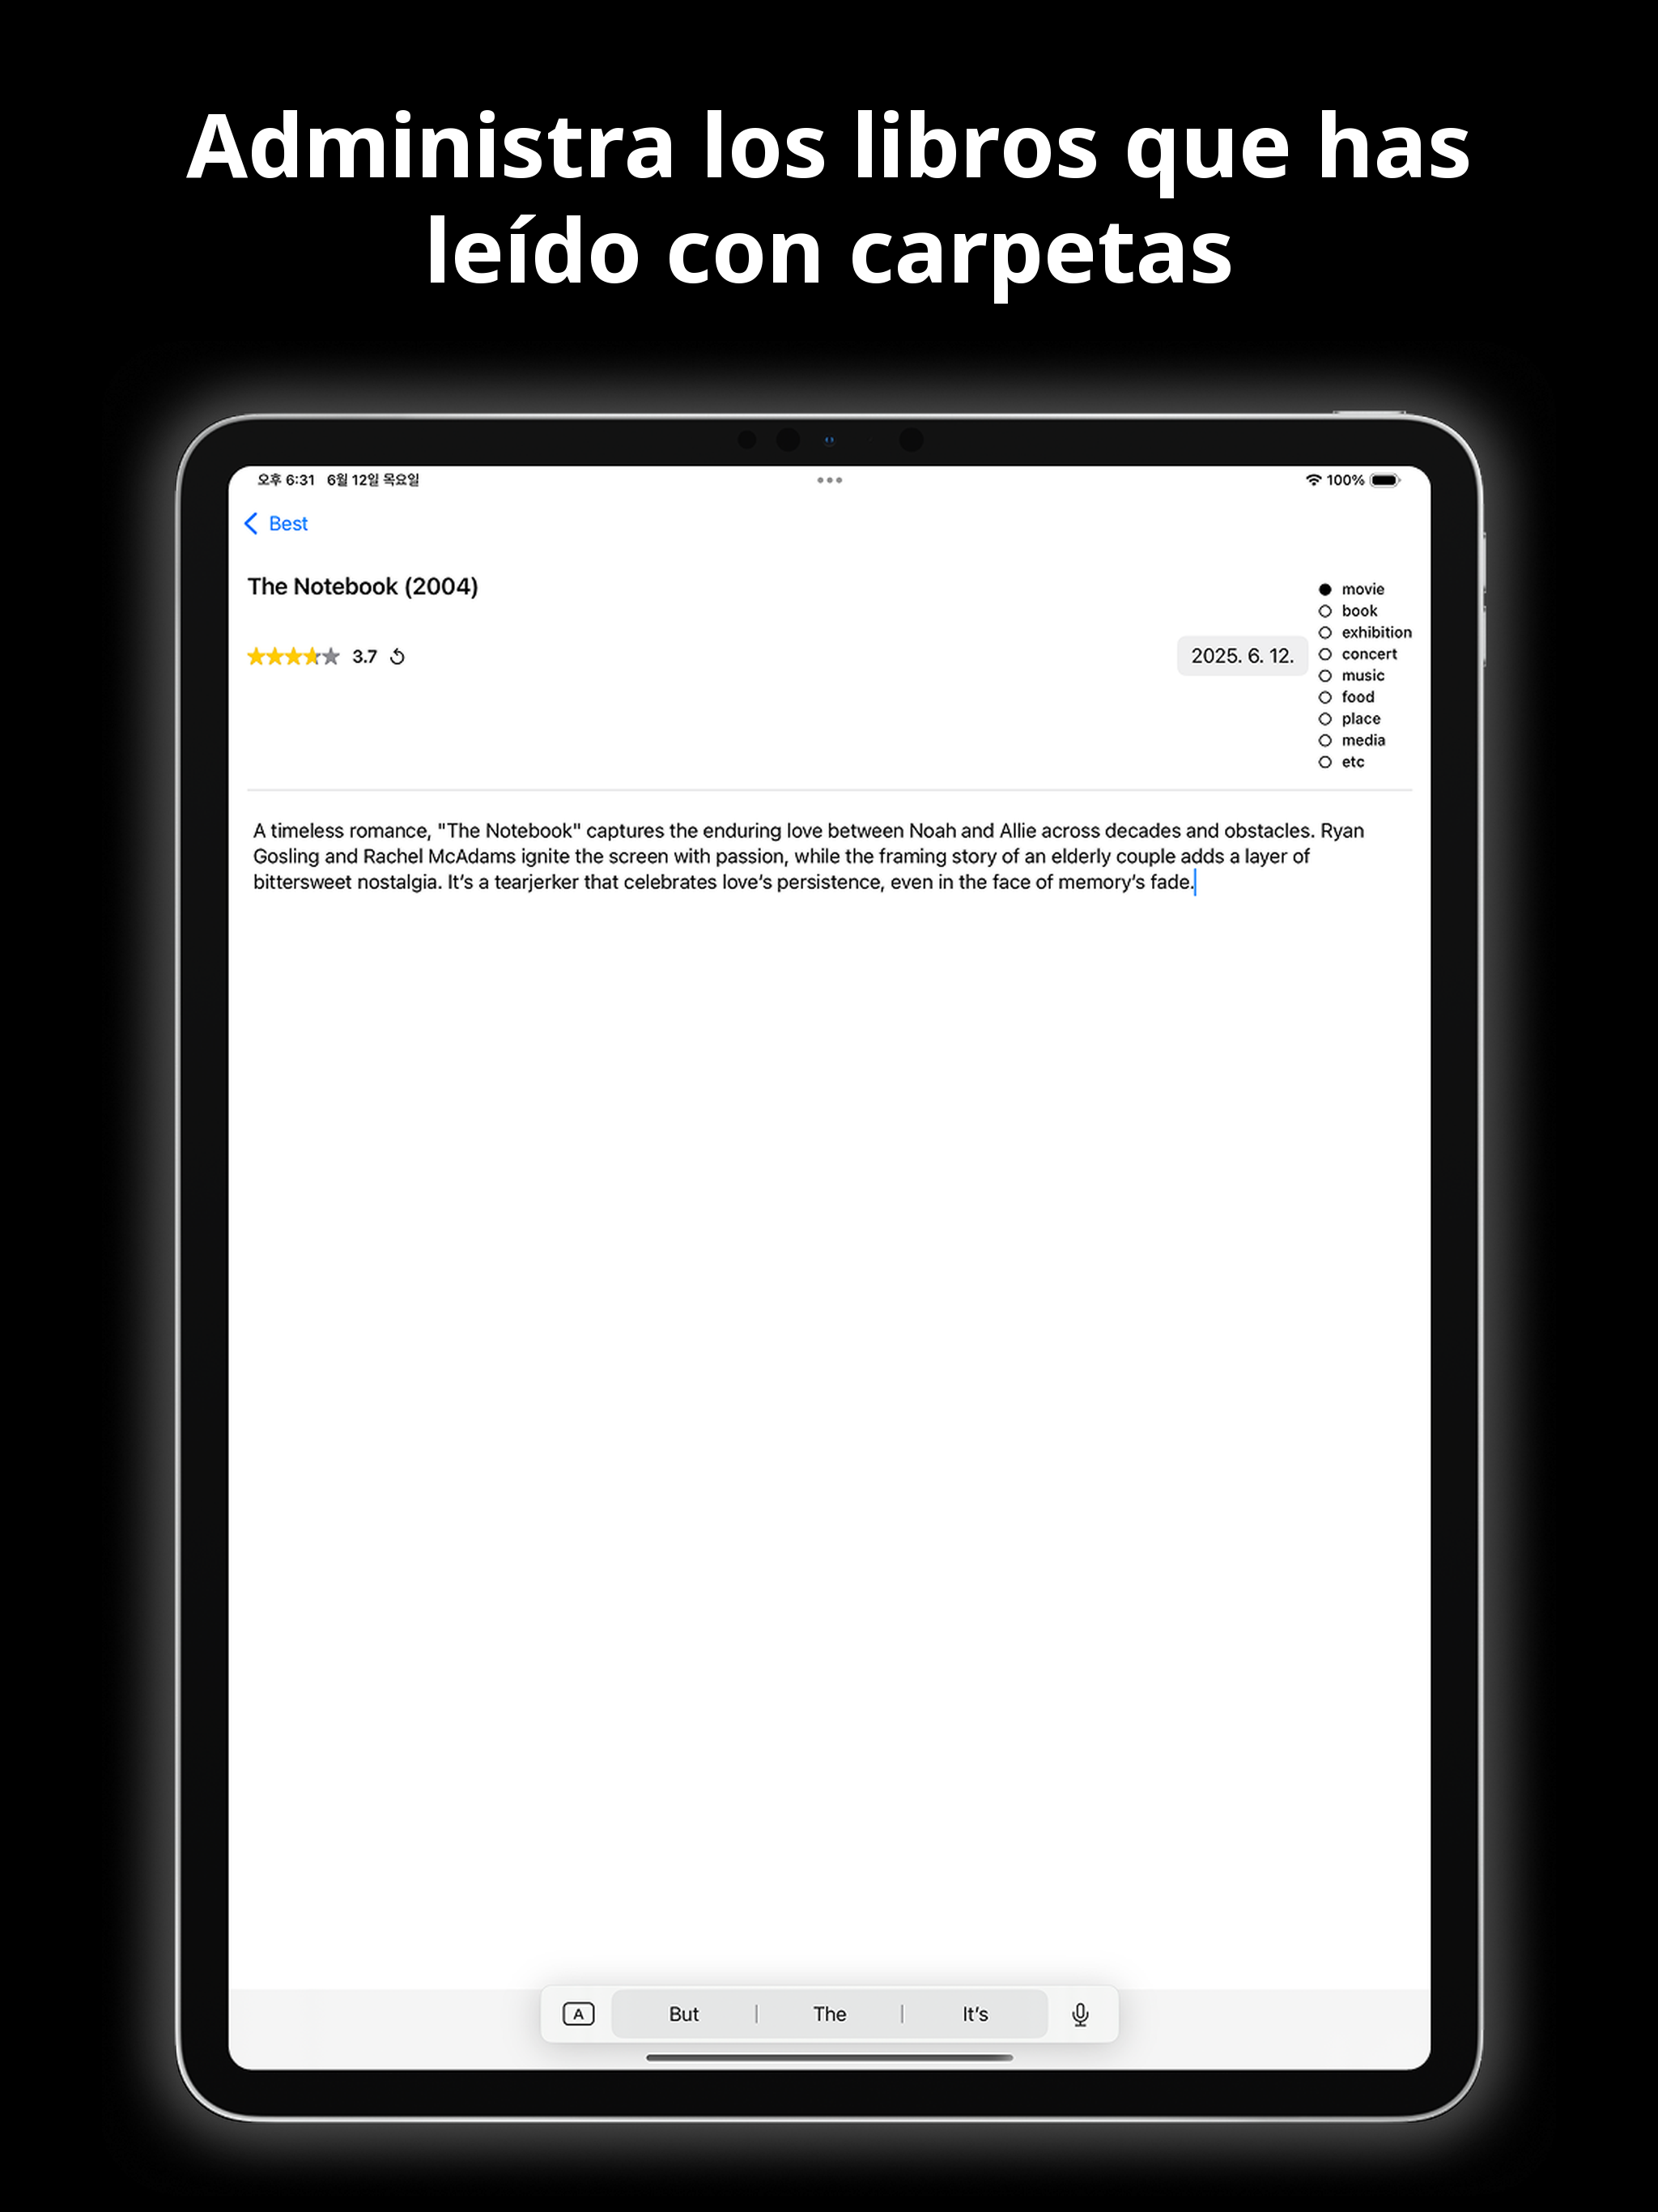 Administra los libros que has
leído con carpetas
오후 6:31 6월 12일 목요일
100%
Best
The Notebook (2004)
3.7
2025. 6. 12.
movie
book
exhibition
concert
music
food
place
media
etc
A timeless romance, "The Notebook" captures the enduring love between Noah and Allie across decades and obstacles. Ryan
Gosling and Rachel McAdams ignite the screen with passion, while the framing story of an elderly couple adds a layer of
bittersweet nostalgia. It’s a tearjerker that celebrates love’s persistence, even in the face of memory’s fade.
A But The It’s